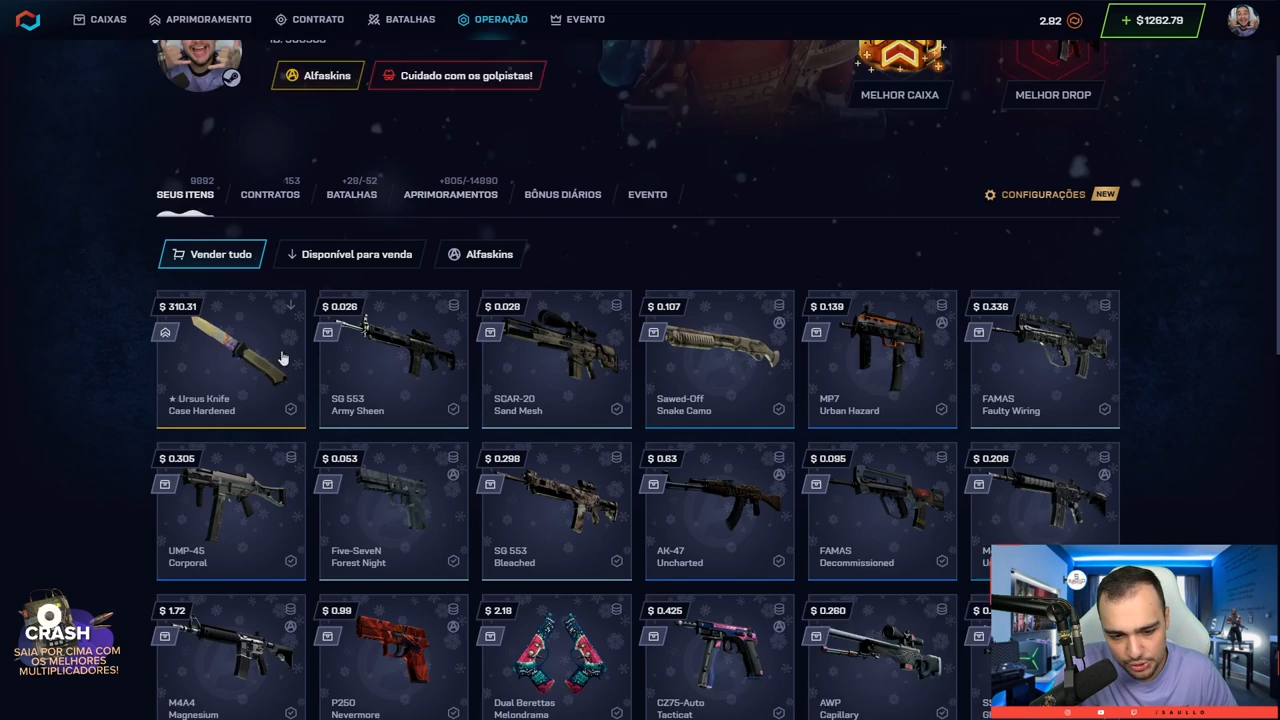 CAIXAS
APRIMORAMENTO
CONTRATO
BATALHAS
OPERAÇÃO
EVENTO
2.82
+ $1262.79
Alfaskins
Cuidado com os golpistas!
MELHOR CAIXA
MELHOR DROP
9892
SEUS ITENS
153
CONTRATOS
+28/-52
BATALHAS
+805/-14890
APRIMORAMENTOS
BÔNUS DIÁRIOS
EVENTO
CONFIGURAÇÕES
NEW
Vender tudo
Disponível para venda
Alfaskins
$ 310.31
★ Ursus Knife
Case Hardened
$ 0.026
SG 553
Army Sheen
$ 0.028
SCAR-20
Sand Mesh
$ 0.107
Sawed-Off
Snake Camo
$ 0.139
MP7
Urban Hazard
$ 0.336
FAMAS
Faulty Wiring
$ 0.305
UMP-45
Corporal
$ 0.053
Five-SeveN
Forest Night
$ 0.298
SG 553
Bleached
$ 0.63
AK-47
Uncharted
$ 0.095
FAMAS
Decommissioned
$ 0.206
$ 1.72
M4A4
Magnesium
$ 0.99
P250
Nevermore
$ 2.18
Dual Berettas
Melondrama
$ 0.425
CZ75-Auto
Tacticat
$ 0.260
AWP
Capillary
CRASH
SAIA POR CIMA COM
OS MELHORES
MULTIPLICADORES!
/SAULLO